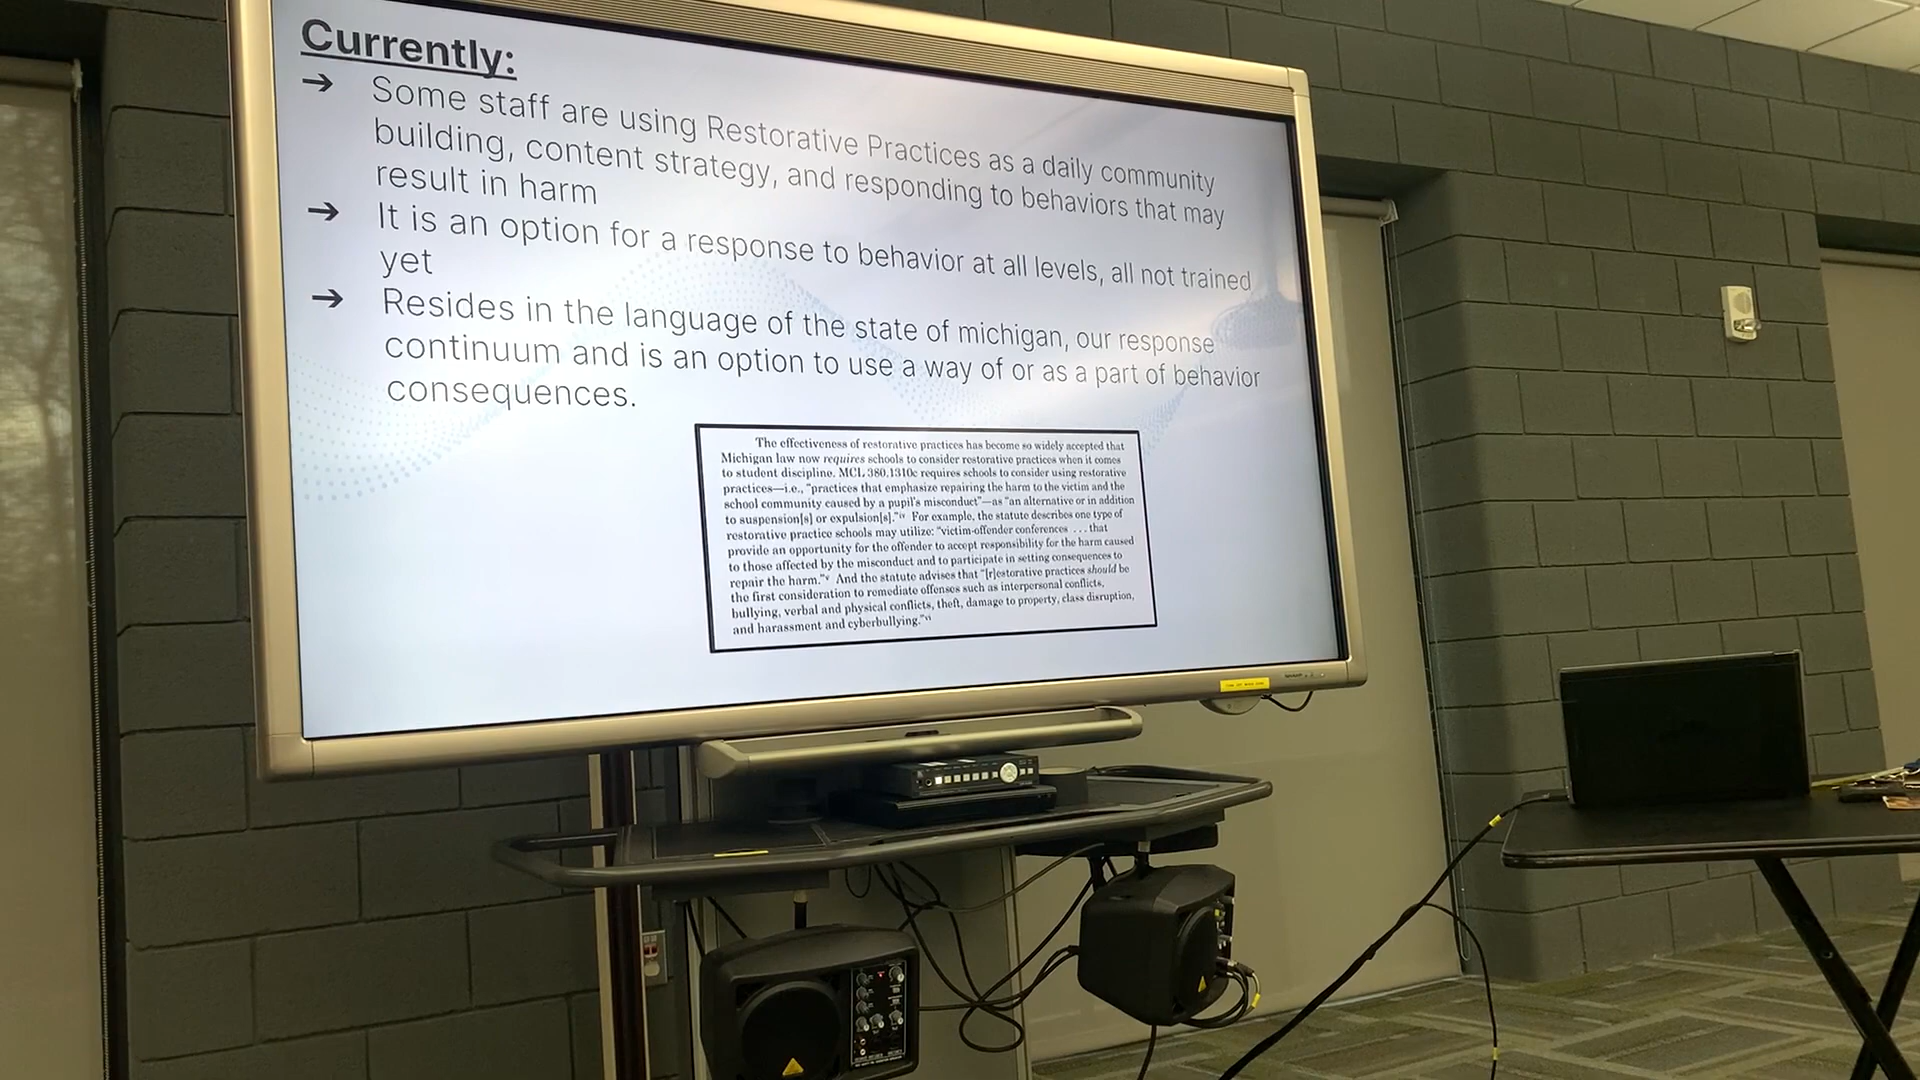 Currently:
➔ Some staff are using Restorative Practices as a daily community
building, content strategy, and responding to behaviors that may
result in harm
➔ It is an option for a response to behavior at all levels, all not trained
yet
➔ Resides in the language of the state of michigan, our response
continuum and is an option to use a way of or as a part of behavior
consequences.
The effectiveness of restorative practices has become so widely accepted that
Michigan law now requires schools to consider restorative practices when it comes
to student discipline. MCL 380.1310c requires schools to consider using restorative
practices—i.e., "practices that emphasize repairing the harm to the victim and the
school community caused by a pupil's misconduct"—as "an alternative or in addition
to suspension[s] or expulsion[s]."iv For example, the statute describes one type of
restorative practice schools may utilize: "victim-offender conferences . . . that
provide an opportunity for the offender to accept responsibility for the harm caused
to those affected by the misconduct and to participate in setting consequences to
repair the harm."v And the statute advises that "[r]estorative practices should be
the first consideration to remediate offenses such as interpersonal conflicts,
bullying, verbal and physical conflicts, theft, damage to property, class disruption,
and harassment and cyberbullying."vi